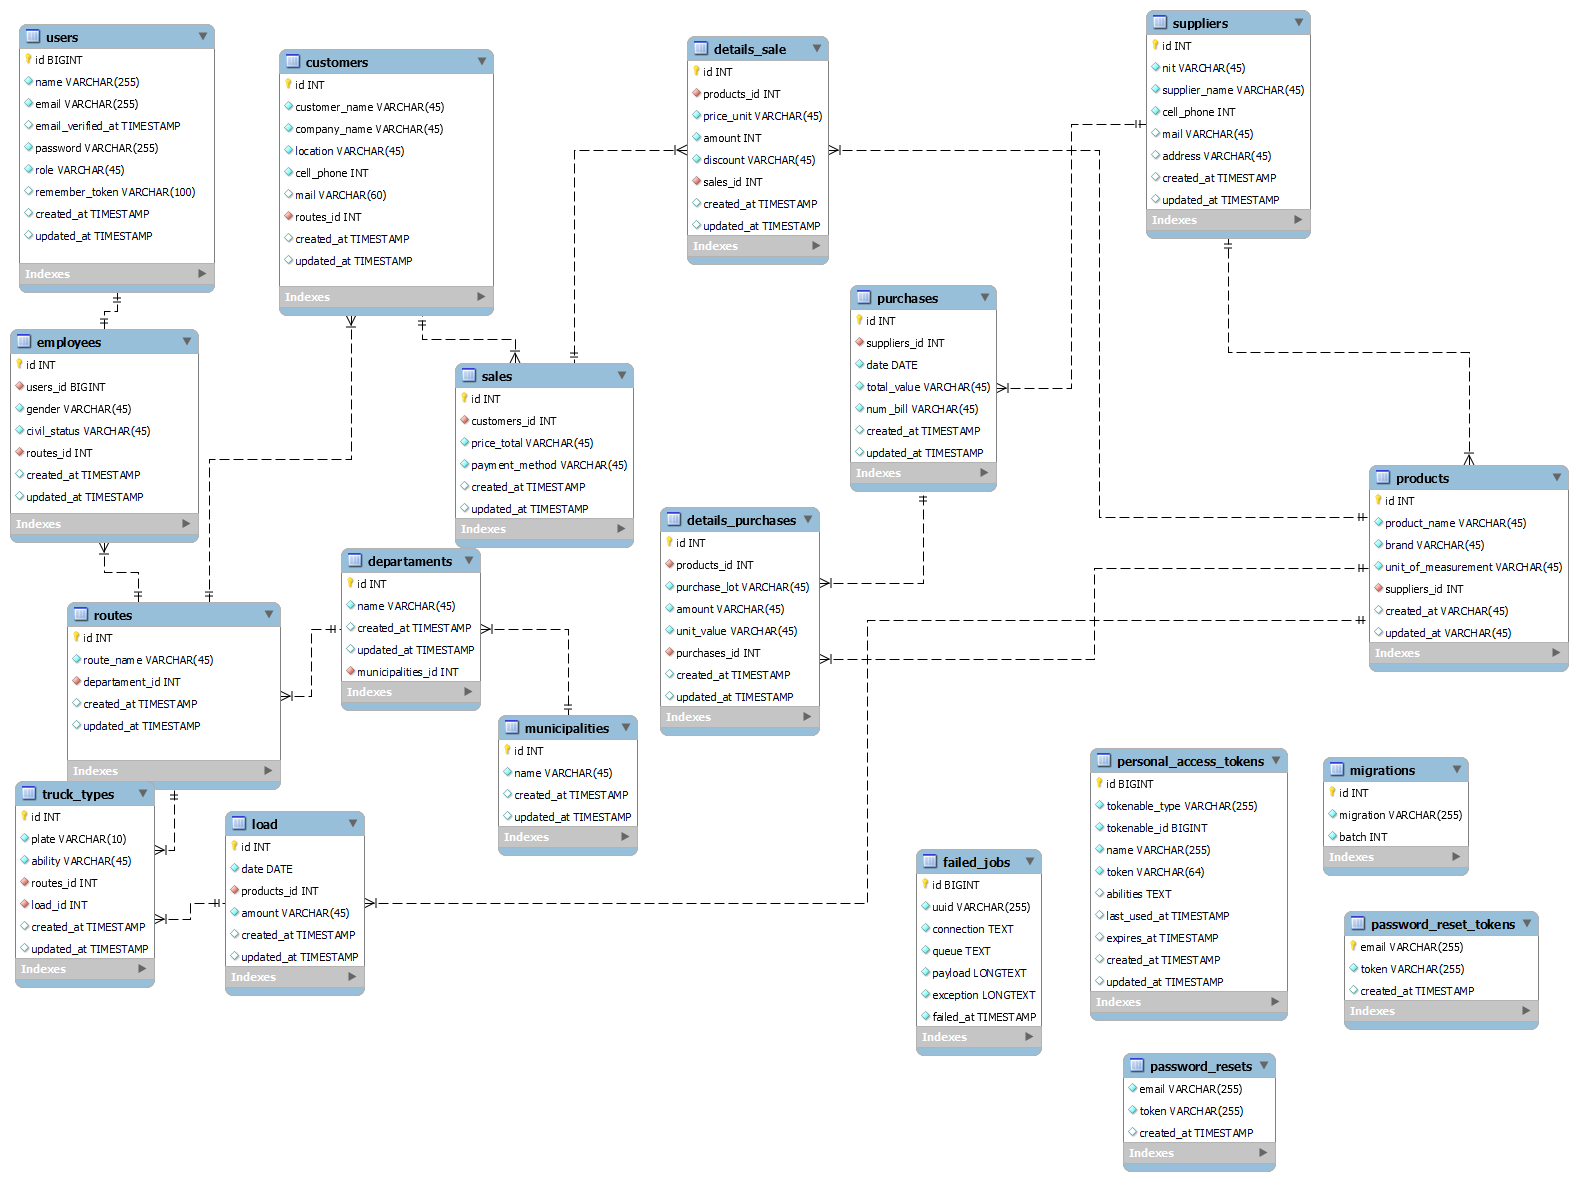 users
id BIGINT
name VARCHAR(255)
email VARCHAR(255)
email_verified_at TIMESTAMP
password VARCHAR(255)
role VARCHAR(45)
remember_token VARCHAR(100)
created_at TIMESTAMP
updated_at TIMESTAMP
Indexes
customers
id INT
customer_name VARCHAR(45)
company_name VARCHAR(45)
location VARCHAR(45)
cell_phone INT
mail VARCHAR(60)
routes_id INT
created_at TIMESTAMP
updated_at TIMESTAMP
Indexes
details_sale
id INT
products_id INT
price_unit VARCHAR(45)
amount INT
discount VARCHAR(45)
sales_id INT
created_at TIMESTAMP
updated_at TIMESTAMP
Indexes
suppliers
id INT
nit VARCHAR(45)
supplier_name VARCHAR(45)
cell_phone INT
mail VARCHAR(45)
address VARCHAR(45)
created_at TIMESTAMP
updated_at TIMESTAMP
Indexes
employees
id INT
users_id BIGINT
gender VARCHAR(45)
civil_status VARCHAR(45)
routes_id INT
created_at TIMESTAMP
updated_at TIMESTAMP
Indexes
sales
id INT
customers_id INT
price_total VARCHAR(45)
payment_method VARCHAR(45)
created_at TIMESTAMP
updated_at TIMESTAMP
Indexes
purchases
id INT
suppliers_id INT
date DATE
total_value VARCHAR(45)
num_bill VARCHAR(45)
created_at TIMESTAMP
updated_at TIMESTAMP
Indexes
products
id INT
product_name VARCHAR(45)
brand VARCHAR(45)
unit_of_measurement VARCHAR(45)
suppliers_id INT
created_at VARCHAR(45)
updated_at VARCHAR(45)
Indexes
details_purchases
id INT
products_id INT
purchase_lot VARCHAR(45)
amount VARCHAR(45)
unit_value VARCHAR(45)
purchases_id INT
created_at TIMESTAMP
updated_at TIMESTAMP
Indexes
departaments
id INT
name VARCHAR(45)
created_at TIMESTAMP
updated_at TIMESTAMP
municipalities_id INT
Indexes
routes
id INT
route_name VARCHAR(45)
departament_id INT
created_at TIMESTAMP
updated_at TIMESTAMP
Indexes
municipalities
id INT
name VARCHAR(45)
created_at TIMESTAMP
updated_at TIMESTAMP
Indexes
truck_types
id INT
plate VARCHAR(10)
ability VARCHAR(45)
routes_id INT
load_id INT
created_at TIMESTAMP
updated_at TIMESTAMP
Indexes
load
id INT
date DATE
products_id INT
amount VARCHAR(45)
created_at TIMESTAMP
updated_at TIMESTAMP
Indexes
failed_jobs
id BIGINT
uuid VARCHAR(255)
connection TEXT
queue TEXT
payload LONGTEXT
exception LONGTEXT
failed_at TIMESTAMP
Indexes
personal_access_tokens
id BIGINT
tokenable_type VARCHAR(255)
tokenable_id BIGINT
name VARCHAR(255)
token VARCHAR(64)
abilities TEXT
last_used_at TIMESTAMP
expires_at TIMESTAMP
created_at TIMESTAMP
updated_at TIMESTAMP
Indexes
migrations
id INT
migration VARCHAR(255)
batch INT
Indexes
password_reset_tokens
email VARCHAR(255)
token VARCHAR(255)
created_at TIMESTAMP
Indexes
password_resets
email VARCHAR(255)
token VARCHAR(255)
created_at TIMESTAMP
Indexes